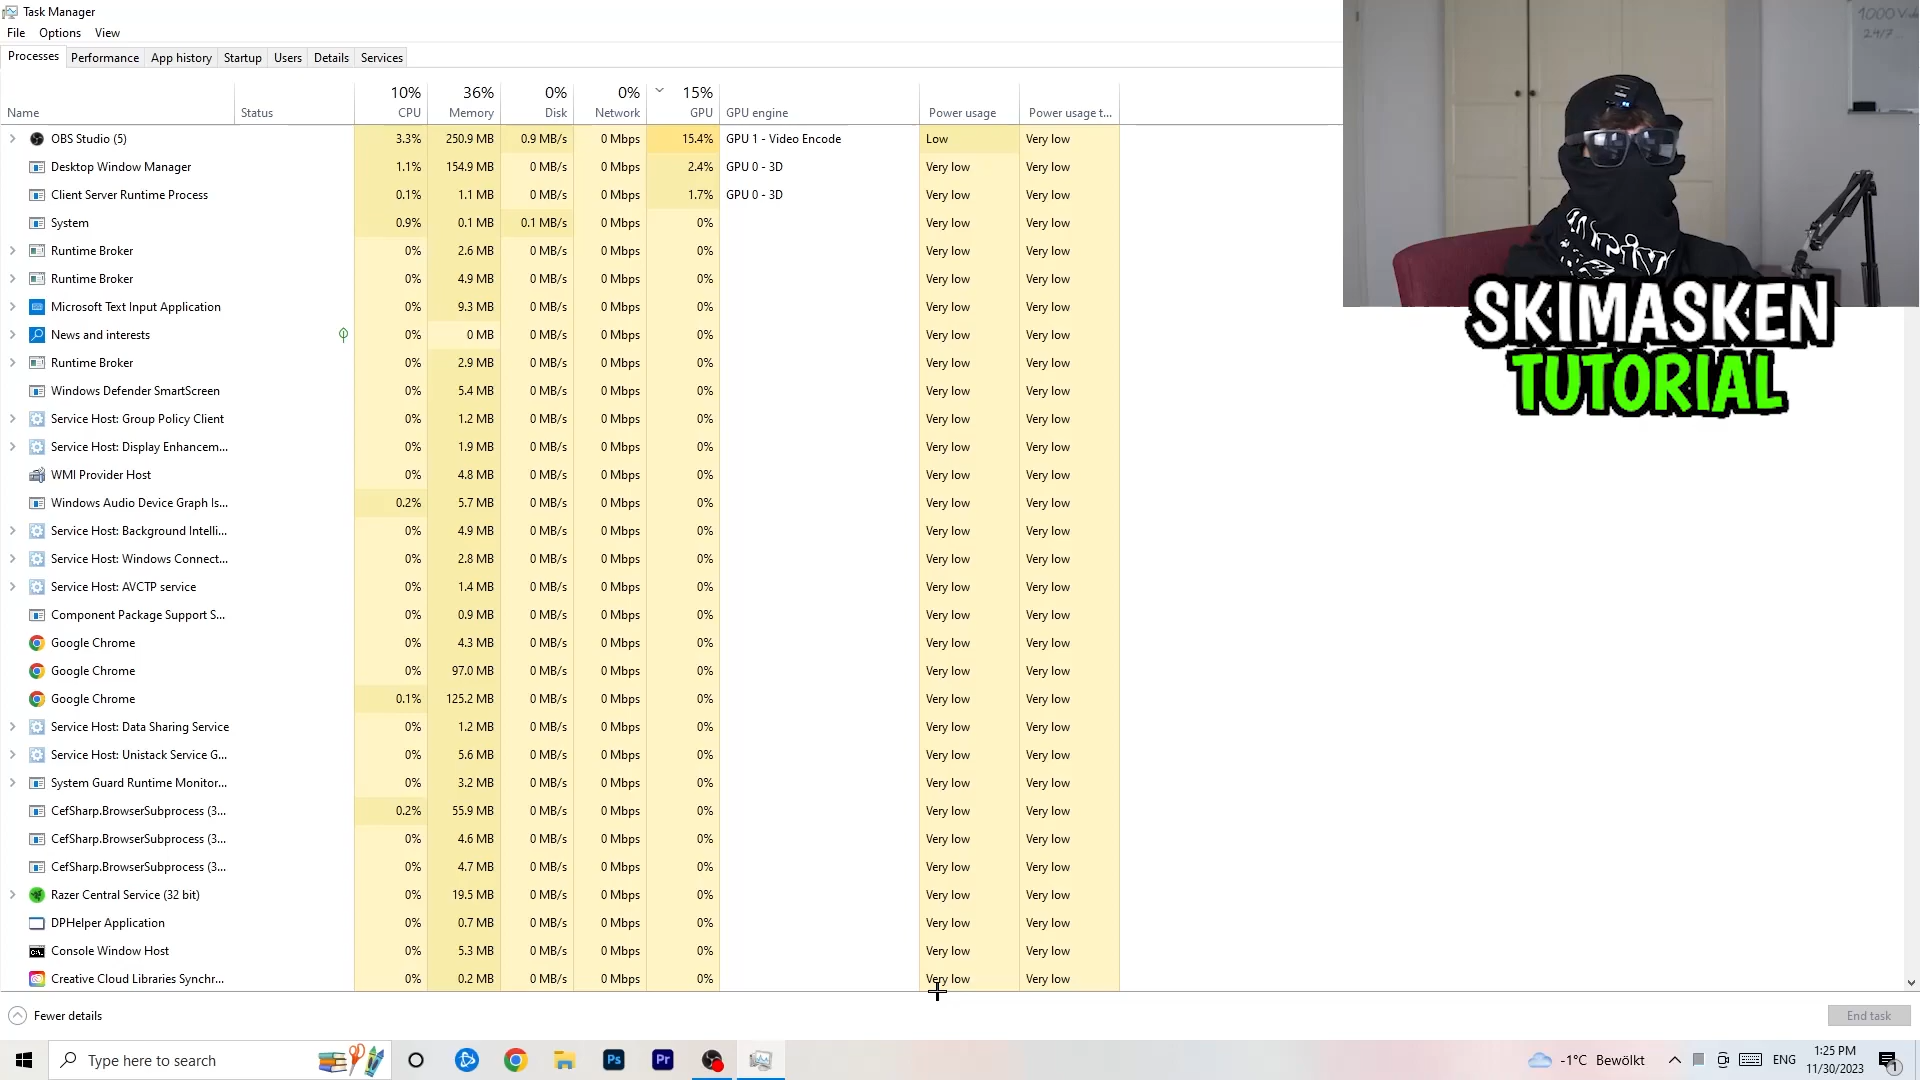 Task Manager
File Options View
Processes Performance App history Startup Users Details Services
10% 36% 0% 0% 15%
Name Status CPU Memory Disk Network GPU GPU engine Power usage Power usage t...
OBS Studio (5) 3.3% 250.9 MB 0.9 MB/s 0 Mbps 15.4% GPU 1 - Video Encode Low Very low
Desktop Window Manager 1.1% 154.9 MB 0 MB/s 0 Mbps 2.4% GPU 0 - 3D Very low Very low
Client Server Runtime Process 0.1% 1.1 MB 0 MB/s 0 Mbps 1.7% GPU 0 - 3D Very low Very low
System 0.9% 0.1 MB 0.1 MB/s 0 Mbps 0% Very low Very low
Runtime Broker 0% 2.6 MB 0 MB/s 0 Mbps 0% Very low Very low
Runtime Broker 0% 4.9 MB 0 MB/s 0 Mbps 0% Very low Very low
Microsoft Text Input Application 0% 9.3 MB 0 MB/s 0 Mbps 0% Very low Very low
News and interests 0% 0 MB 0 MB/s 0 Mbps 0% Very low Very low
Runtime Broker 0% 2.9 MB 0 MB/s 0 Mbps 0% Very low Very low
Windows Defender SmartScreen 0% 5.4 MB 0 MB/s 0 Mbps 0% Very low Very low
Service Host: Group Policy Client 0% 1.2 MB 0 MB/s 0 Mbps 0% Very low Very low
Service Host: Display Enhancem... 0% 1.9 MB 0 MB/s 0 Mbps 0% Very low Very low
WMI Provider Host 0% 4.8 MB 0 MB/s 0 Mbps 0% Very low Very low
Windows Audio Device Graph Is... 0.2% 5.7 MB 0 MB/s 0 Mbps 0% Very low Very low
Service Host: Background Intelli... 0% 4.9 MB 0 MB/s 0 Mbps 0% Very low Very low
Service Host: Windows Connect... 0% 2.8 MB 0 MB/s 0 Mbps 0% Very low Very low
Service Host: AVCTP service 0% 1.4 MB 0 MB/s 0 Mbps 0% Very low Very low
Component Package Support S... 0% 0.9 MB 0 MB/s 0 Mbps 0% Very low Very low
Google Chrome 0% 4.3 MB 0 MB/s 0 Mbps 0% Very low Very low
Google Chrome 0% 97.0 MB 0 MB/s 0 Mbps 0% Very low Very low
Google Chrome 0.1% 125.2 MB 0 MB/s 0 Mbps 0% Very low Very low
Service Host: Data Sharing Service 0% 1.2 MB 0 MB/s 0 Mbps 0% Very low Very low
Service Host: Unistack Service G... 0% 5.6 MB 0 MB/s 0 Mbps 0% Very low Very low
System Guard Runtime Monitor... 0% 3.2 MB 0 MB/s 0 Mbps 0% Very low Very low
CefSharp.BrowserSubprocess (3... 0.2% 55.9 MB 0 MB/s 0 Mbps 0% Very low Very low
CefSharp.BrowserSubprocess (3... 0% 4.6 MB 0 MB/s 0 Mbps 0% Very low Very low
CefSharp.BrowserSubprocess (3... 0% 4.7 MB 0 MB/s 0 Mbps 0% Very low Very low
Razer Central Service (32 bit) 0% 19.5 MB 0 MB/s 0 Mbps 0% Very low Very low
DPHelper Application 0% 0.7 MB 0 MB/s 0 Mbps 0% Very low Very low
Console Window Host 0% 5.3 MB 0 MB/s 0 Mbps 0% Very low Very low
Creative Cloud Libraries Synchr... 0% 0.2 MB 0 MB/s 0 Mbps 0% Very low Very low
Fewer details End task
Type here to search Ps Pr -1°C Bewölkt ENG 1:25 PM
11/30/2023 1
1000
24/7
SKIMASKEN
TUTORIAL